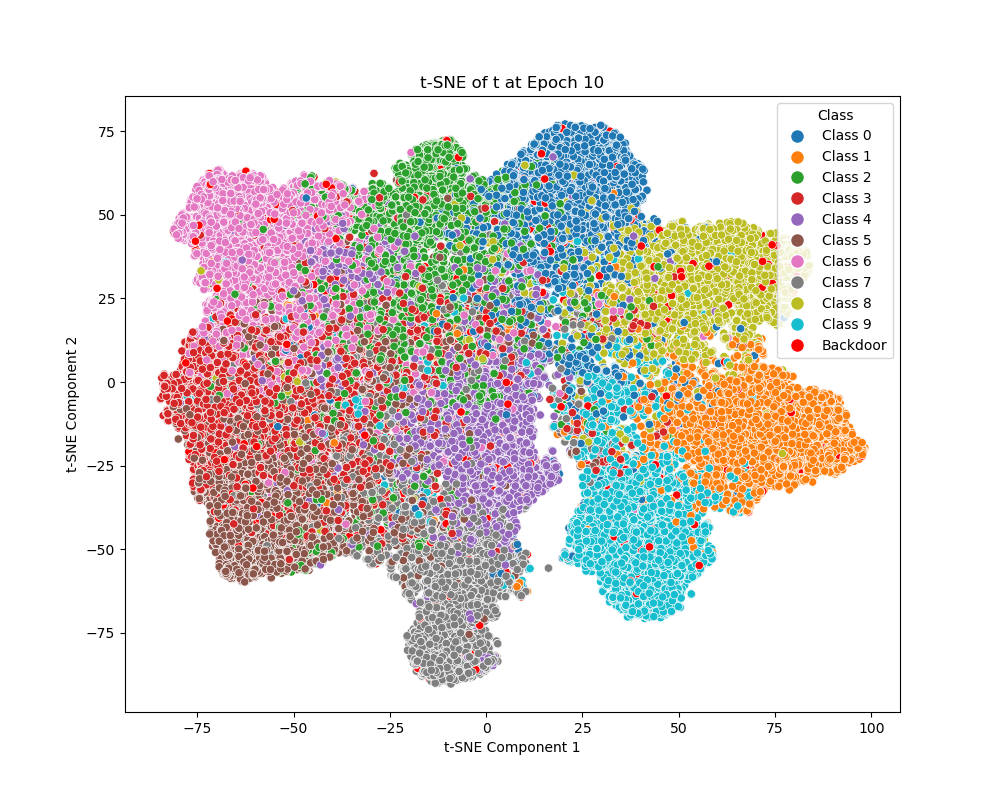 t-SNE of t at Epoch 10
Class
Class 0
Class 1
Class 2
Class 3
Class 4
Class 5
Class 6
Class 7
Class 8
Class 9
Backdoor
t-SNE Component 2
75
50
25
0
−25
−50
−75
−75
−50
−25
0
25
50
75
100
t-SNE Component 1